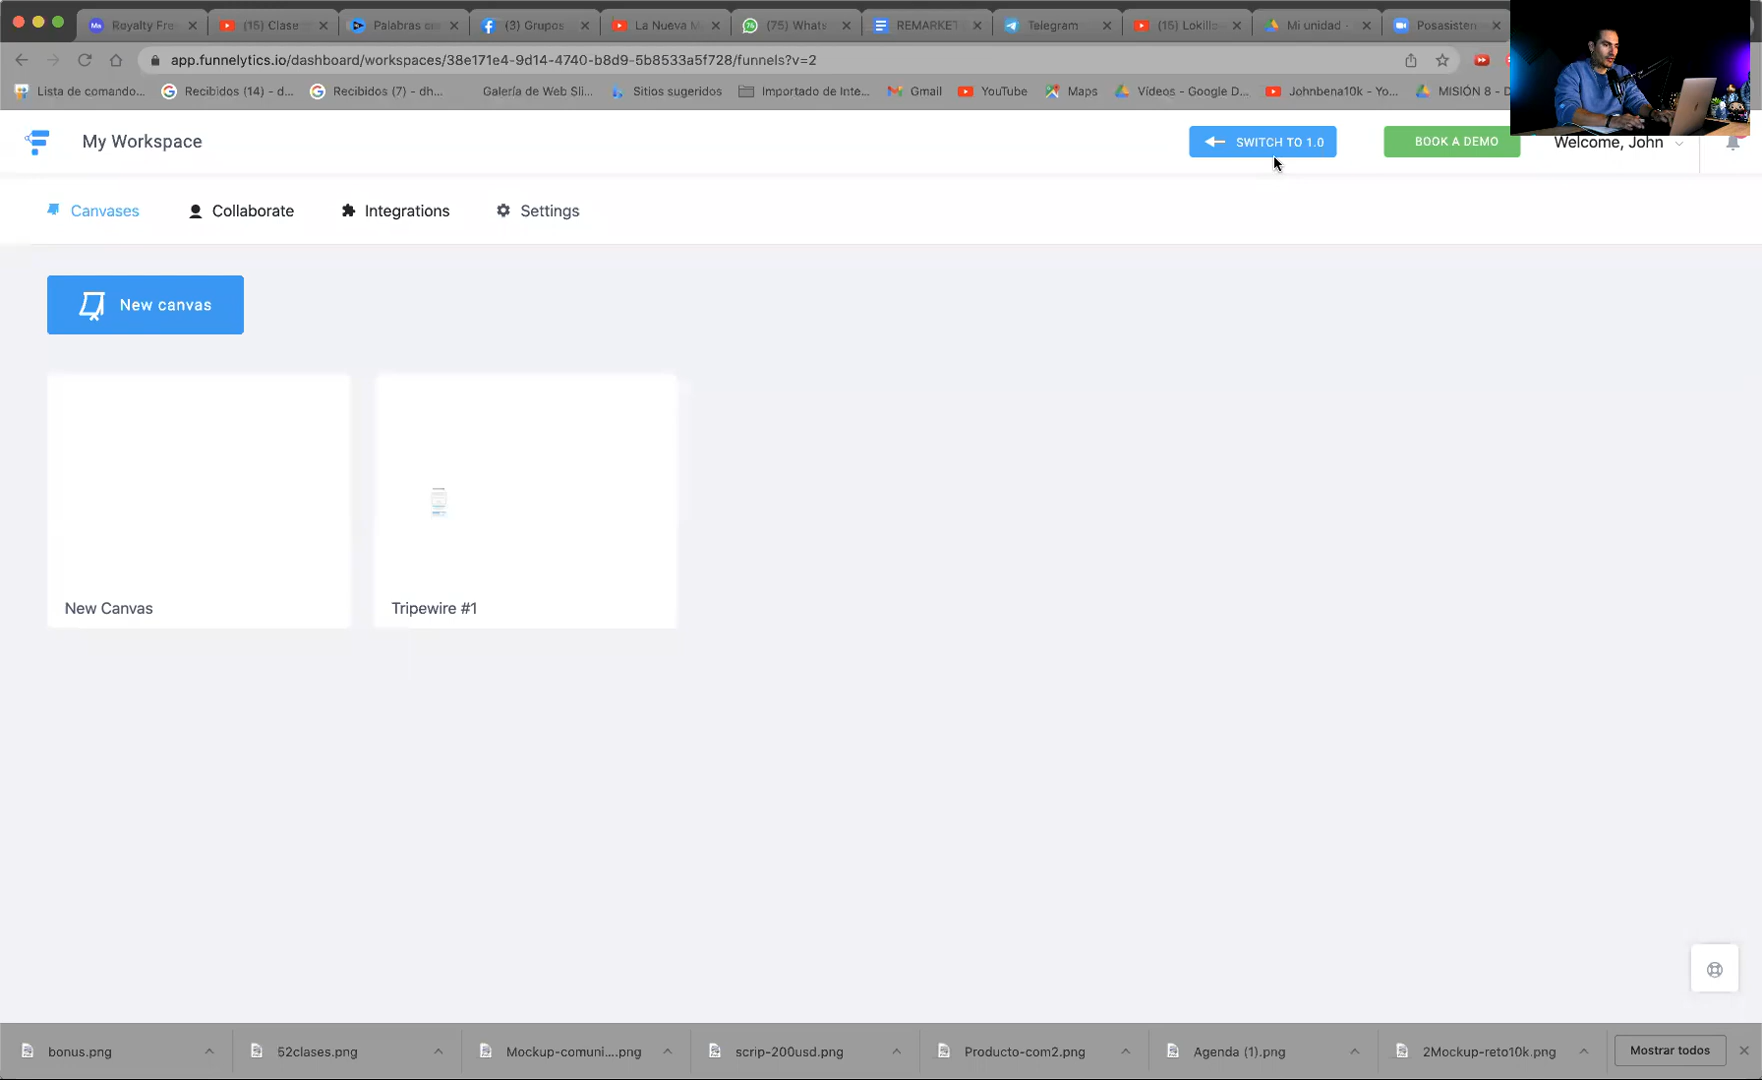 Royalty Fre
(15) Clase
Palabras cor
(3) Grupos
La Nueva M
(75) Whats
REMARKET
Telegram
(15) Lokillo
Mi unidad -
Posasisten
app.funnelytics.io/dashboard/workspaces/38e171e4-9d14-4740-b8d9-5b8533a5f728/funnels?v=2
Lista de comando...
Recibidos (14) - d...
Recibidos (7) - dh...
Galería de Web Sli...
Sitios sugeridos
Importado de Inte...
Gmail
YouTube
Maps
Vídeos - Google D...
Johnbena10k - Yo...
MISIÓN 8 - D
My Workspace
SWITCH TO 1.0
BOOK A DEMO
Welcome, John
Canvases
Collaborate
Integrations
Settings
New canvas
New Canvas
Tripewire #1
bonus.png
52clases.png
Mockup-comuni....png
scrip-200usd.png
Producto-com2.png
Agenda (1).png
2Mockup-reto10k.png
Mostrar todos